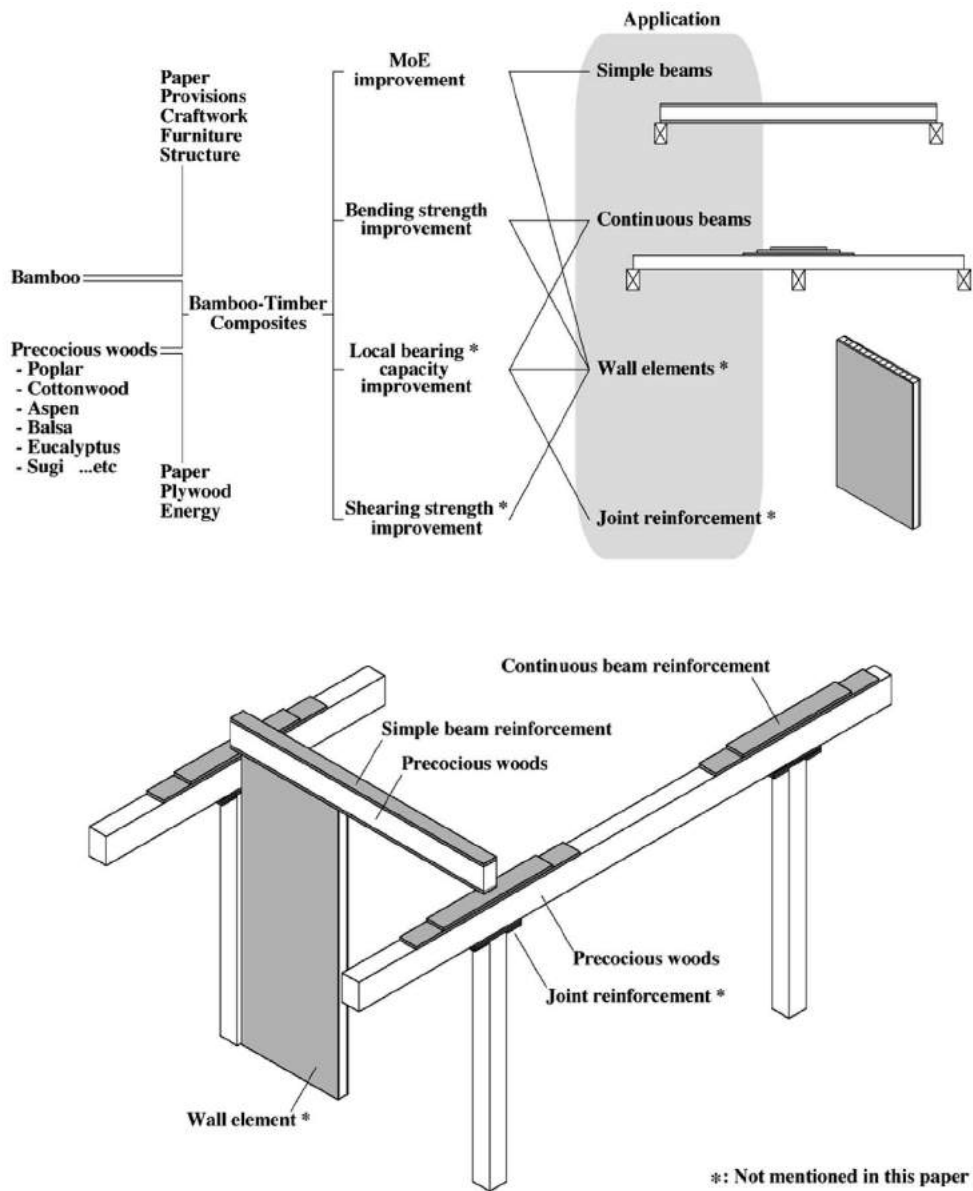 Application
Paper
Provisions
Craftwork
Furniture
Structure
MoE
improvement
Simple beams
Bending strength
improvement
Continuous beams
Bamboo
Bamboo-Timber
Composites
Precocious woods
- Poplar
- Cottonwood
- Aspen
- Balsa
- Eucalyptus
- Sugi ...etc
Local bearing *
capacity
improvement
Wall elements *
Paper
Plywood
Energy
Shearing strength *
improvement
Joint reinforcement *
Continuous beam reinforcement
Simple beam reinforcement
Precocious woods
Precocious woods
Joint reinforcement *
Wall element *
*: Not mentioned in this paper